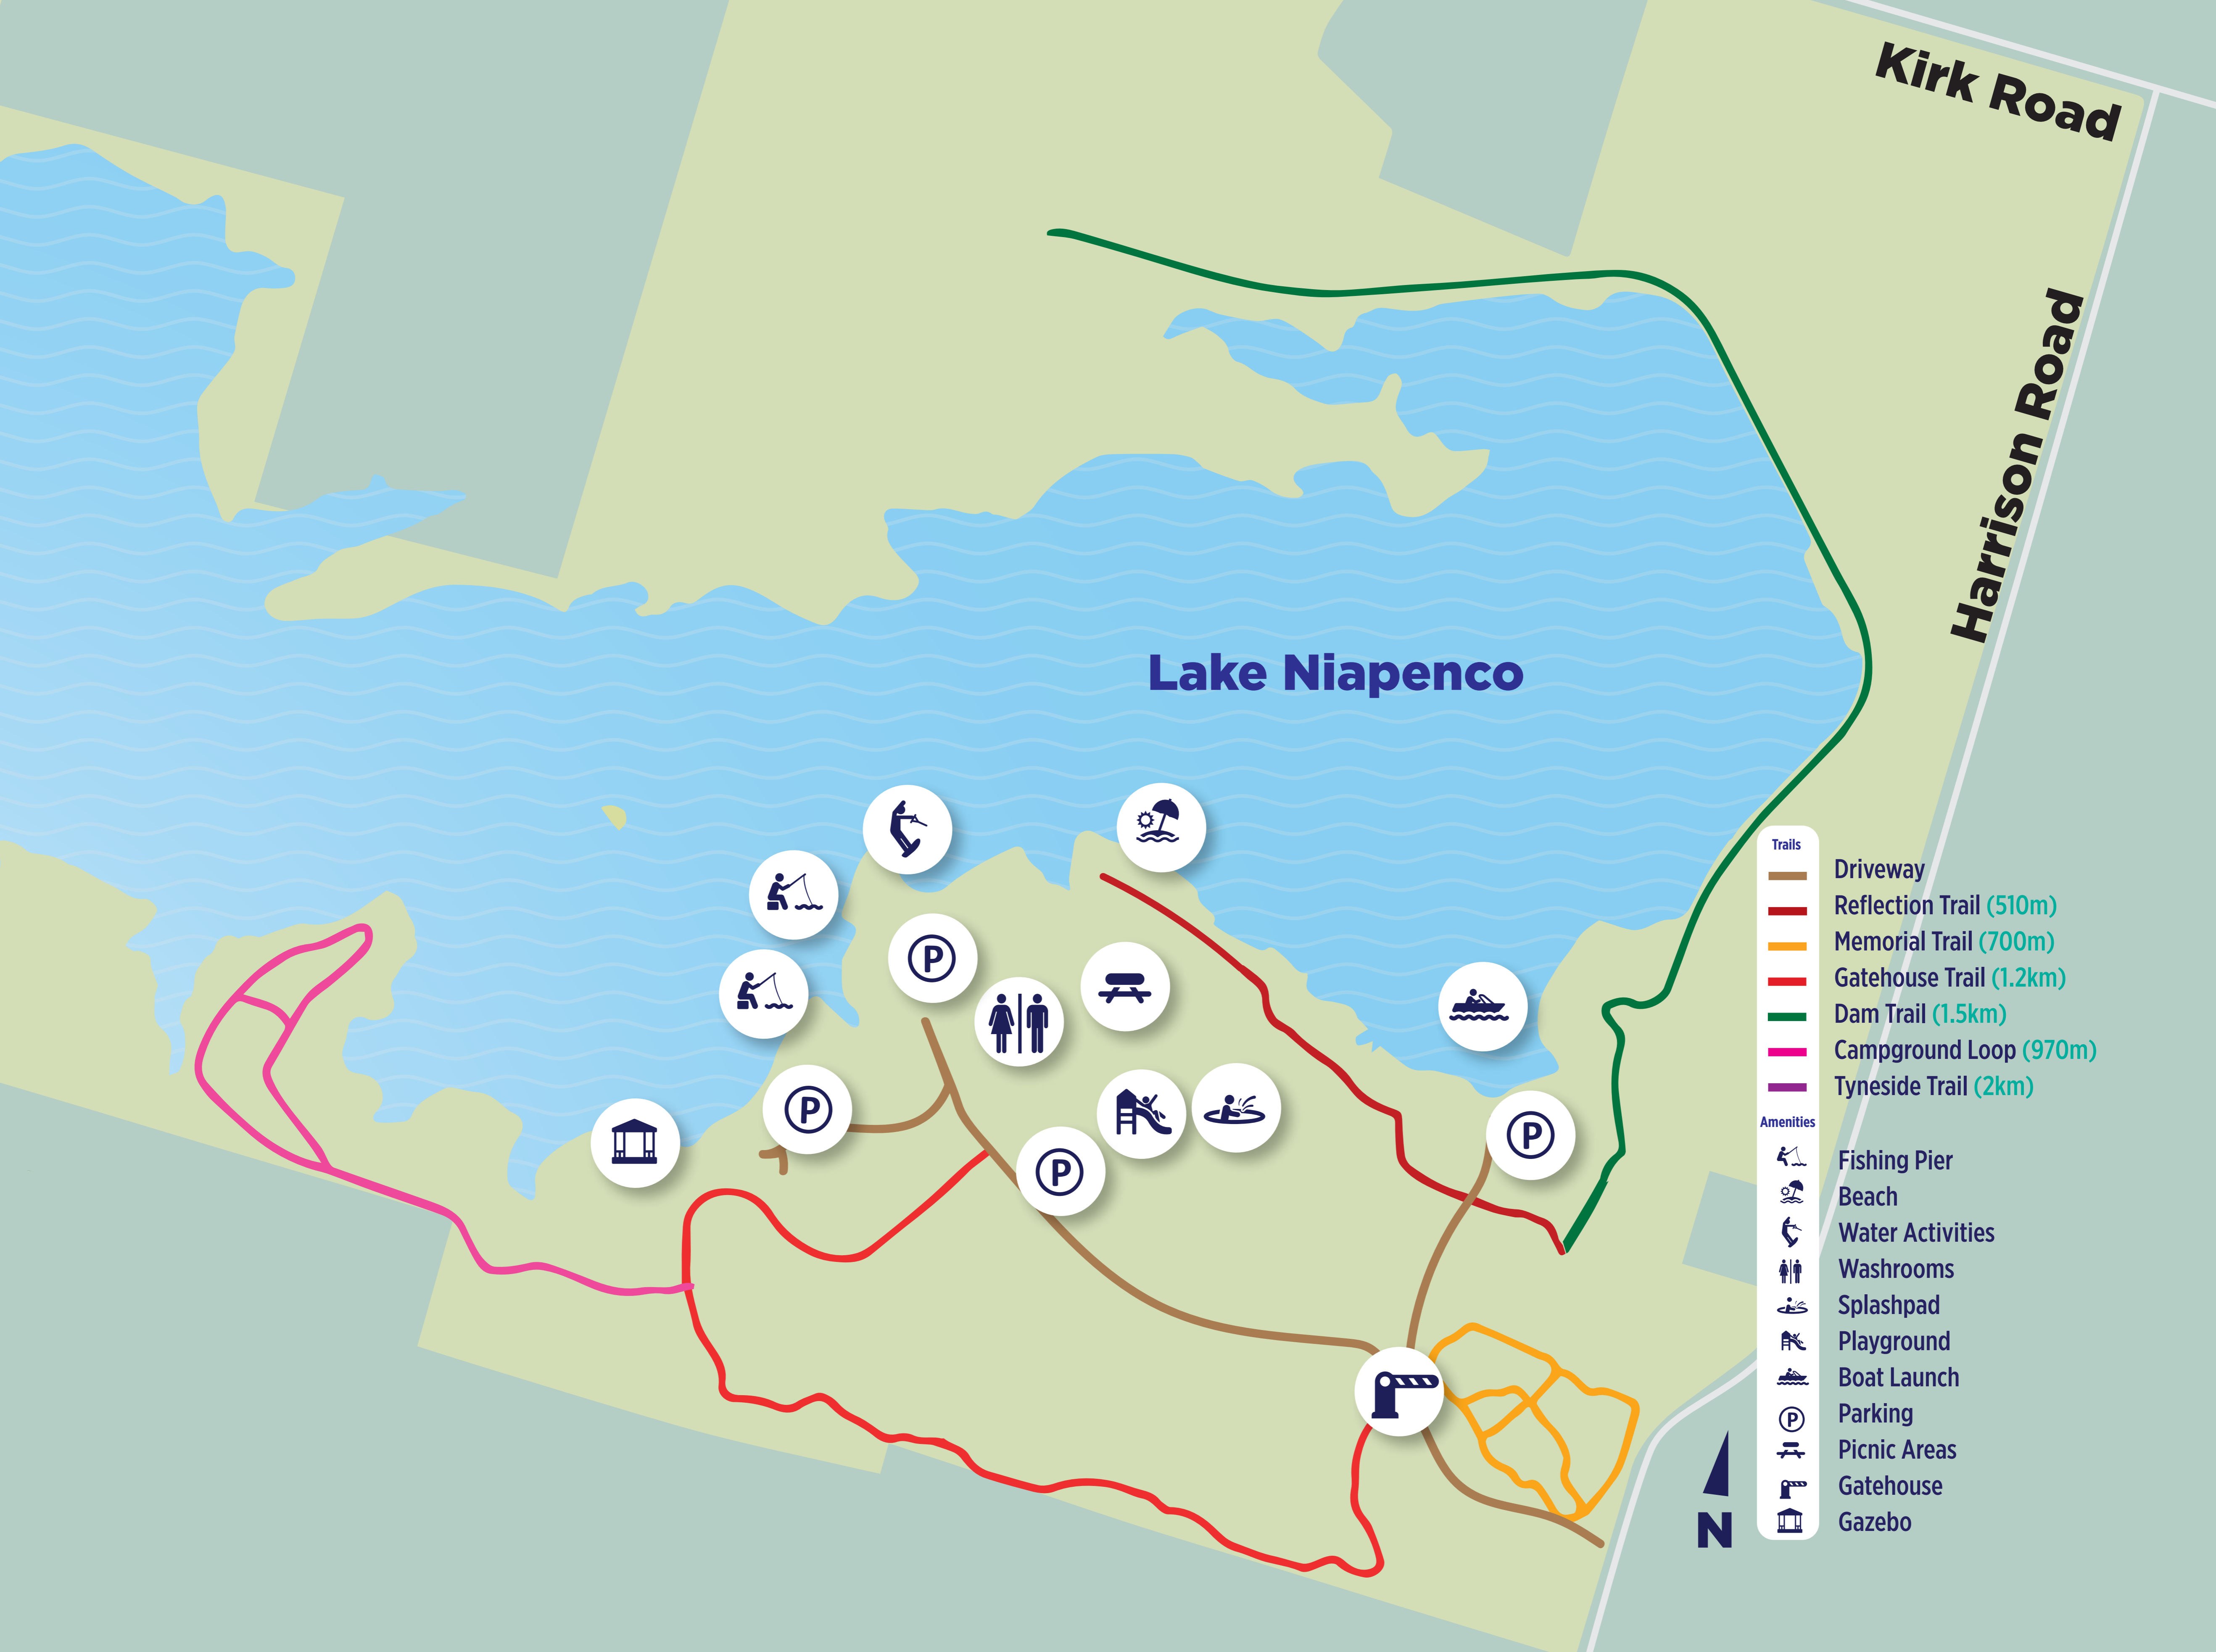 Kirk Road
Harrison Road
Lake Niapenco
P
P
P
P
Trails
Driveway
Reflection Trail (510m)
Memorial Trail (700m)
Gatehouse Trail (1.2km)
Dam Trail (1.5km)
Campground Loop (970m)
Tyneside Trail (2km)
Amenities
Fishing Pier
Beach
Water Activities
Washrooms
Splashpad
Playground
Boat Launch
P Parking
Picnic Areas
Gatehouse
Gazebo
N